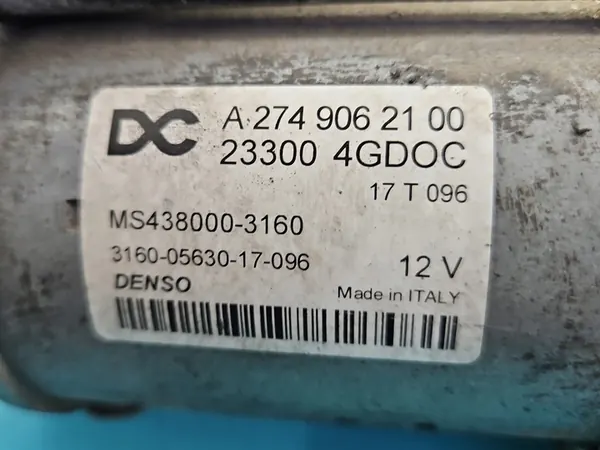 DC A 274 906 21 00
23300 4GDOC
17 T 096
MS438000-3160
3160-05630-17-096 12 V
DENSO Made in ITALY